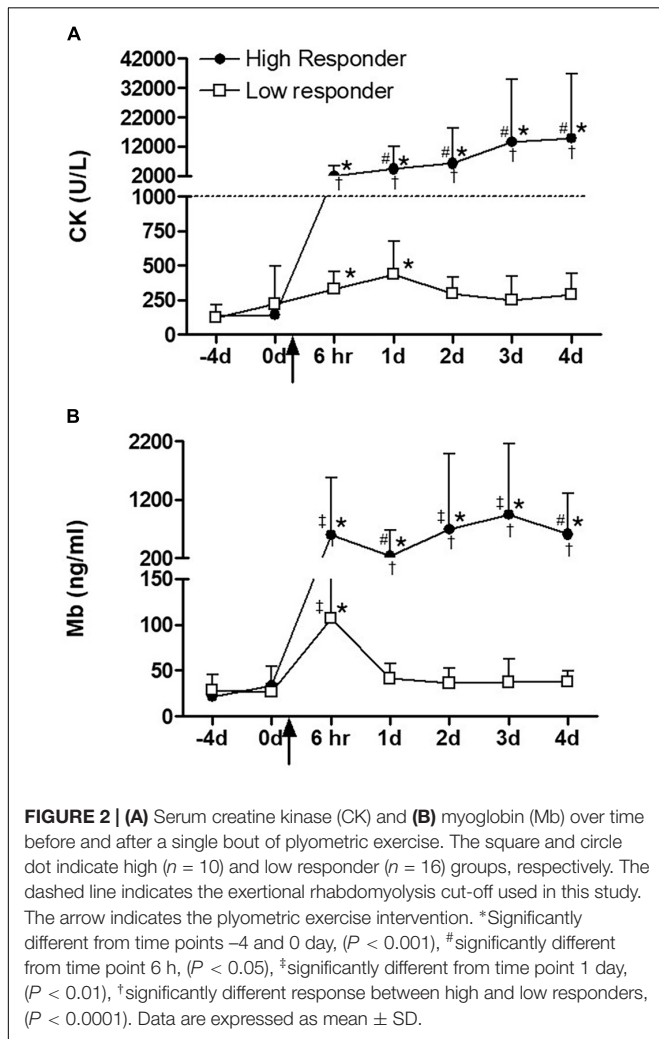 A
42000
37000
32000
27000
22000
17000
12000
7000
2000
1000
750
500
250
0
CK (U/L)
High Responder
Low responder
* # * # * # * # *
† † † † †
* *
-4d 0d 6 hr 1d 2d 3d 4d
B
2200
1200
200
150
100
50
0
Mb (ng/ml)
‡ * # * ‡ * ‡ * # *
† † † † †
‡ *
-4d 0d 6 hr 1d 2d 3d 4d
FIGURE 2 | (A) Serum creatine kinase (CK) and (B) myoglobin (Mb) over time
before and after a single bout of plyometric exercise. The square and circle
dot indicate high (n = 10) and low responder (n = 16) groups, respectively. The
dashed line indicates the exertional rhabdomyolysis cut-off used in this study.
The arrow indicates the plyometric exercise intervention. *Significantly
different from time points –4 and 0 day, (P < 0.001), #significantly different
from time point 6 h, (P < 0.05), ‡significantly different from time point 1 day,
(P < 0.01), †significantly different response between high and low responders,
(P < 0.0001). Data are expressed as mean ± SD.